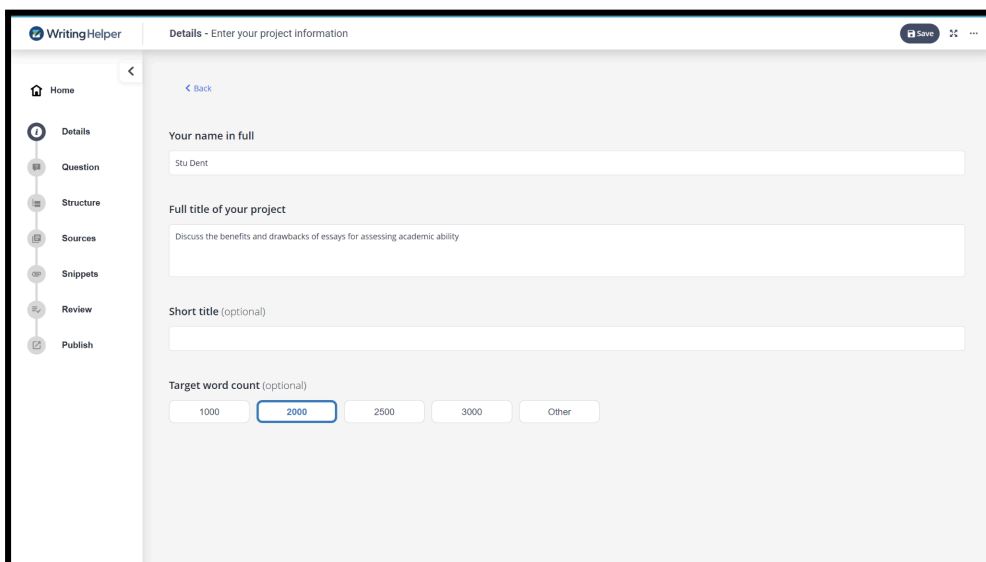 WritingHelper
Details - Enter your project information
Save
Home
Back
Details
Question
Structure
Sources
Snippets
Review
Publish
Your name in full
Stu Dent
Full title of your project
Discuss the benefits and drawbacks of essays for assessing academic ability
Short title (optional)
Target word count (optional)
1000 2000 2500 3000 Other